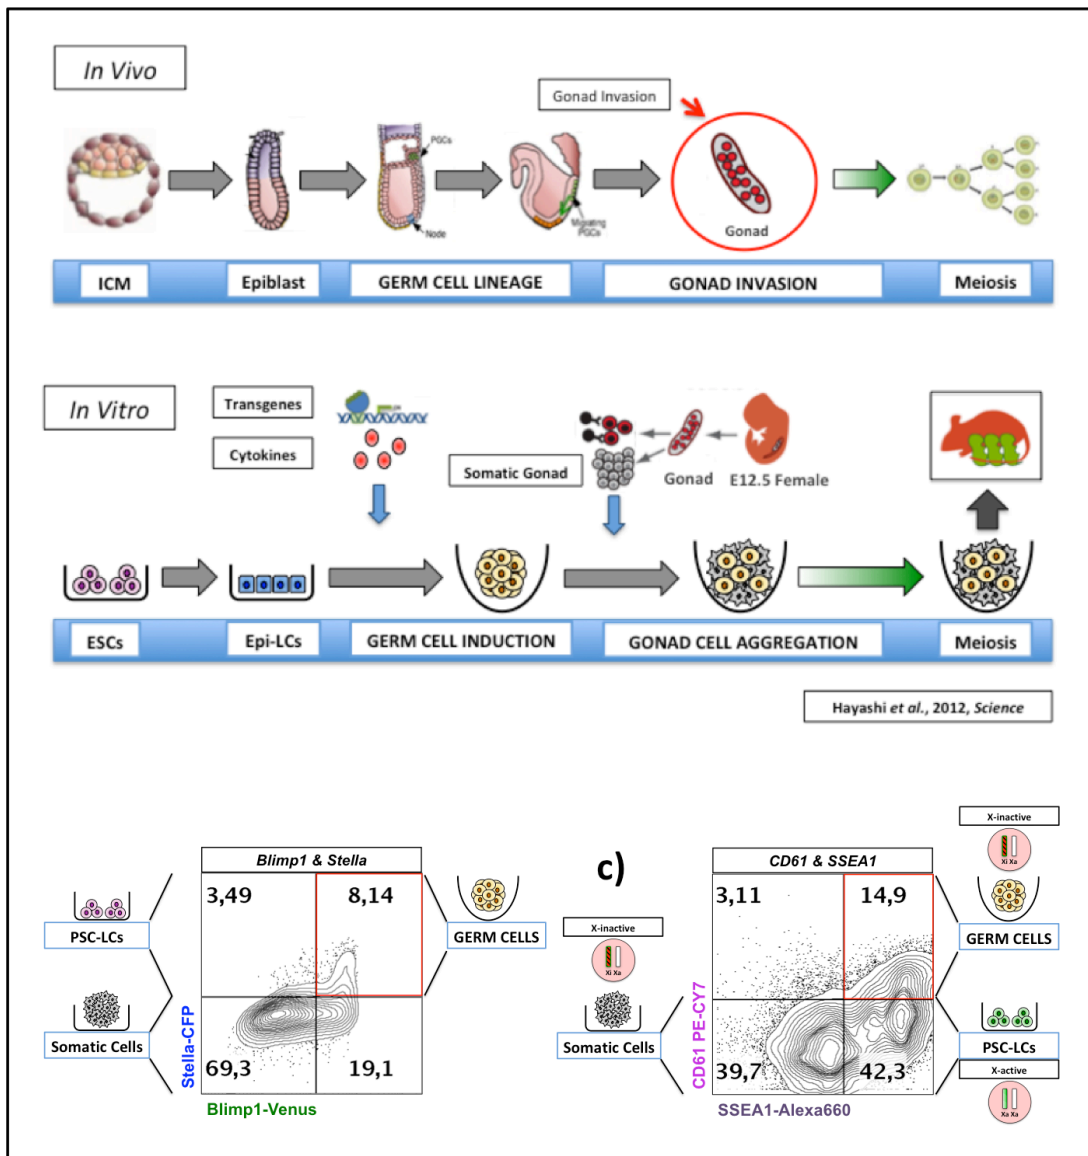 In Vivo
Gonad Invasion
PGCs
Node
Migrating
PGCs
Gonad
ICM
Epiblast
GERM CELL LINEAGE
GONAD INVASION
Meiosis
In Vitro
Transgenes
Cytokines
Somatic Gonad
Gonad
E12.5 Female
ESCs
Epi-LCs
GERM CELL INDUCTION
GONAD CELL AGGREGATION
Meiosis
Hayashi et al., 2012, Science
Blimp1 & Stella
3,49
8,14
69,3
19,1
PSC-LCs
Somatic Cells
GERM CELLS
Stella-CFP
Blimp1-Venus
c)
CD61 & SSEA1
3,11
14,9
39,7
42,3
X-inactive
Xi Xa
Somatic Cells
CD61 PE-CY7
SSEA1-Alexa660
X-inactive
Xi Xa
GERM CELLS
PSC-LCs
X-active
Xa Xa